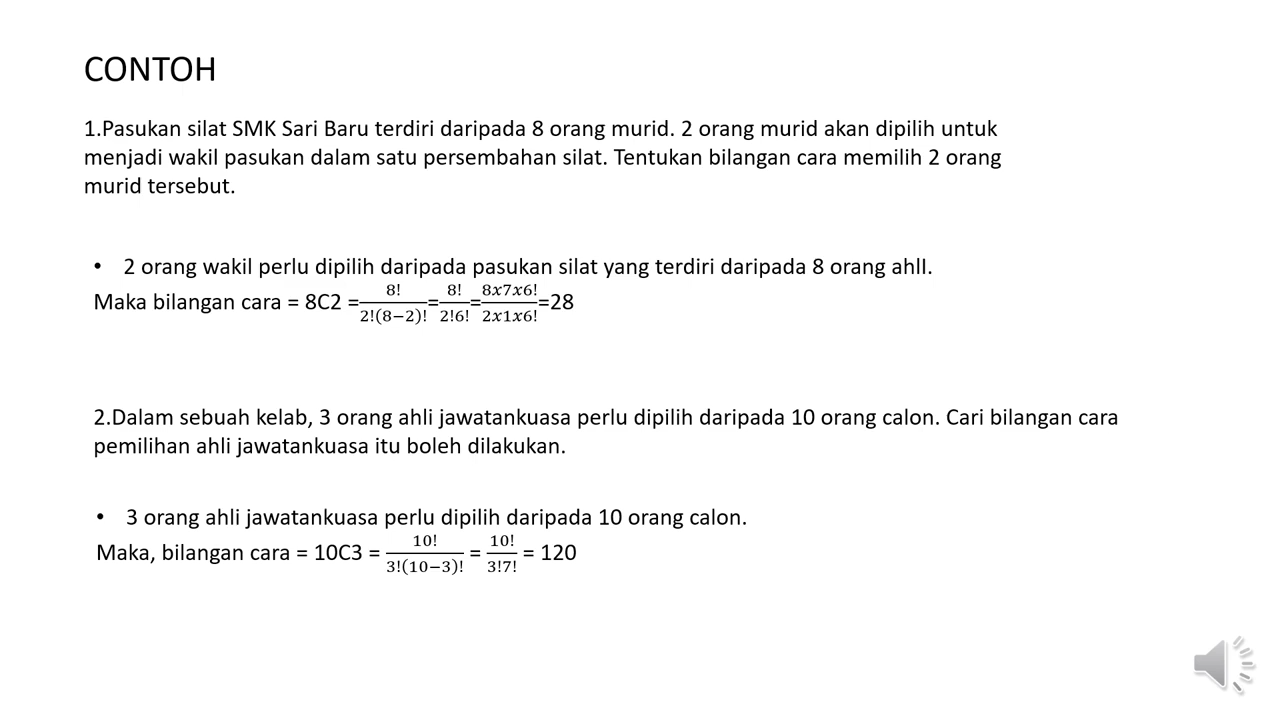 CONTOH
1.Pasukan silat SMK Sari Baru terdiri daripada 8 orang murid. 2 orang murid akan dipilih untuk
menjadi wakil pasukan dalam satu persembahan silat. Tentukan bilangan cara memilih 2 orang
murid tersebut.
• 2 orang wakil perlu dipilih daripada pasukan silat yang terdiri daripada 8 orang ahlI.
Maka bilangan cara = 8C2 =8!/2!(8−2)!=8!/2!6!=8x7x6!/2x1x6!=28
2.Dalam sebuah kelab, 3 orang ahli jawatankuasa perlu dipilih daripada 10 orang calon. Cari bilangan cara
pemilihan ahli jawatankuasa itu boleh dilakukan.
• 3 orang ahli jawatankuasa perlu dipilih daripada 10 orang calon.
Maka, bilangan cara = 10C3 = 10!/3!(10−3)! = 10!/3!7! = 120